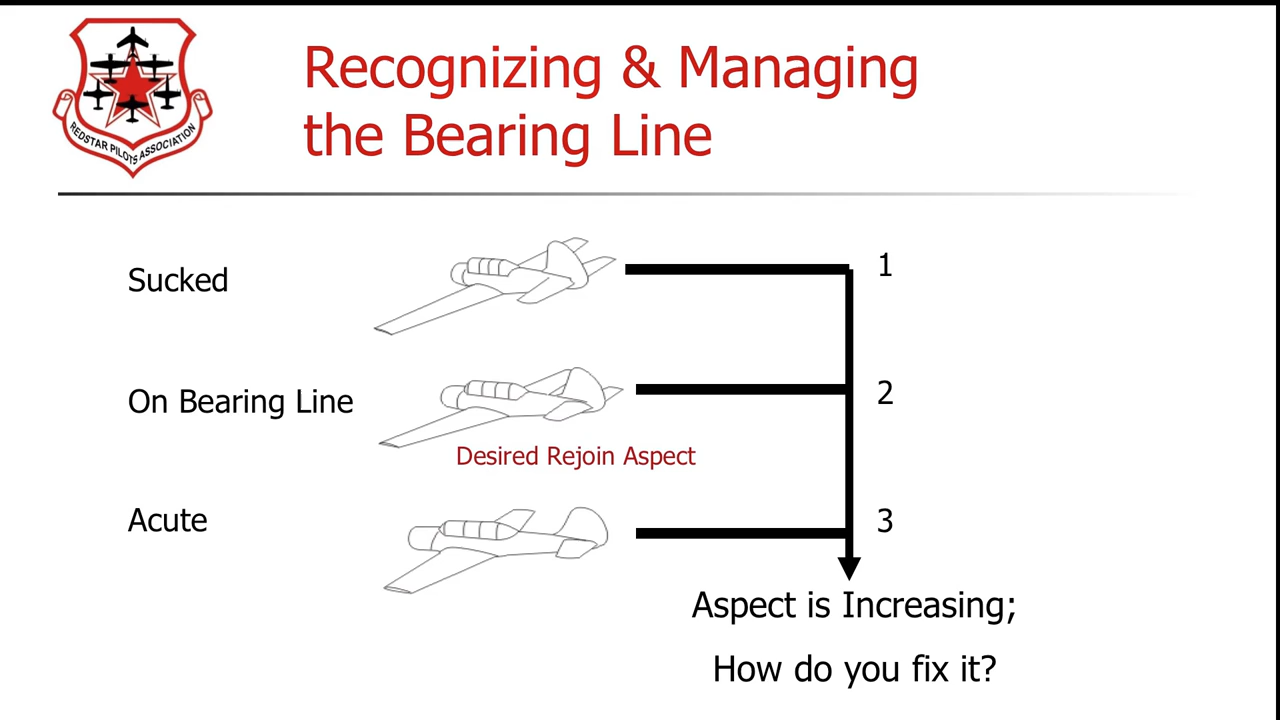 REDSTAR PILOTS ASSOCIATION
Recognizing & Managing
the Bearing Line
Sucked
1
On Bearing Line
2
Desired Rejoin Aspect
Acute
3
Aspect is Increasing;
How do you fix it?